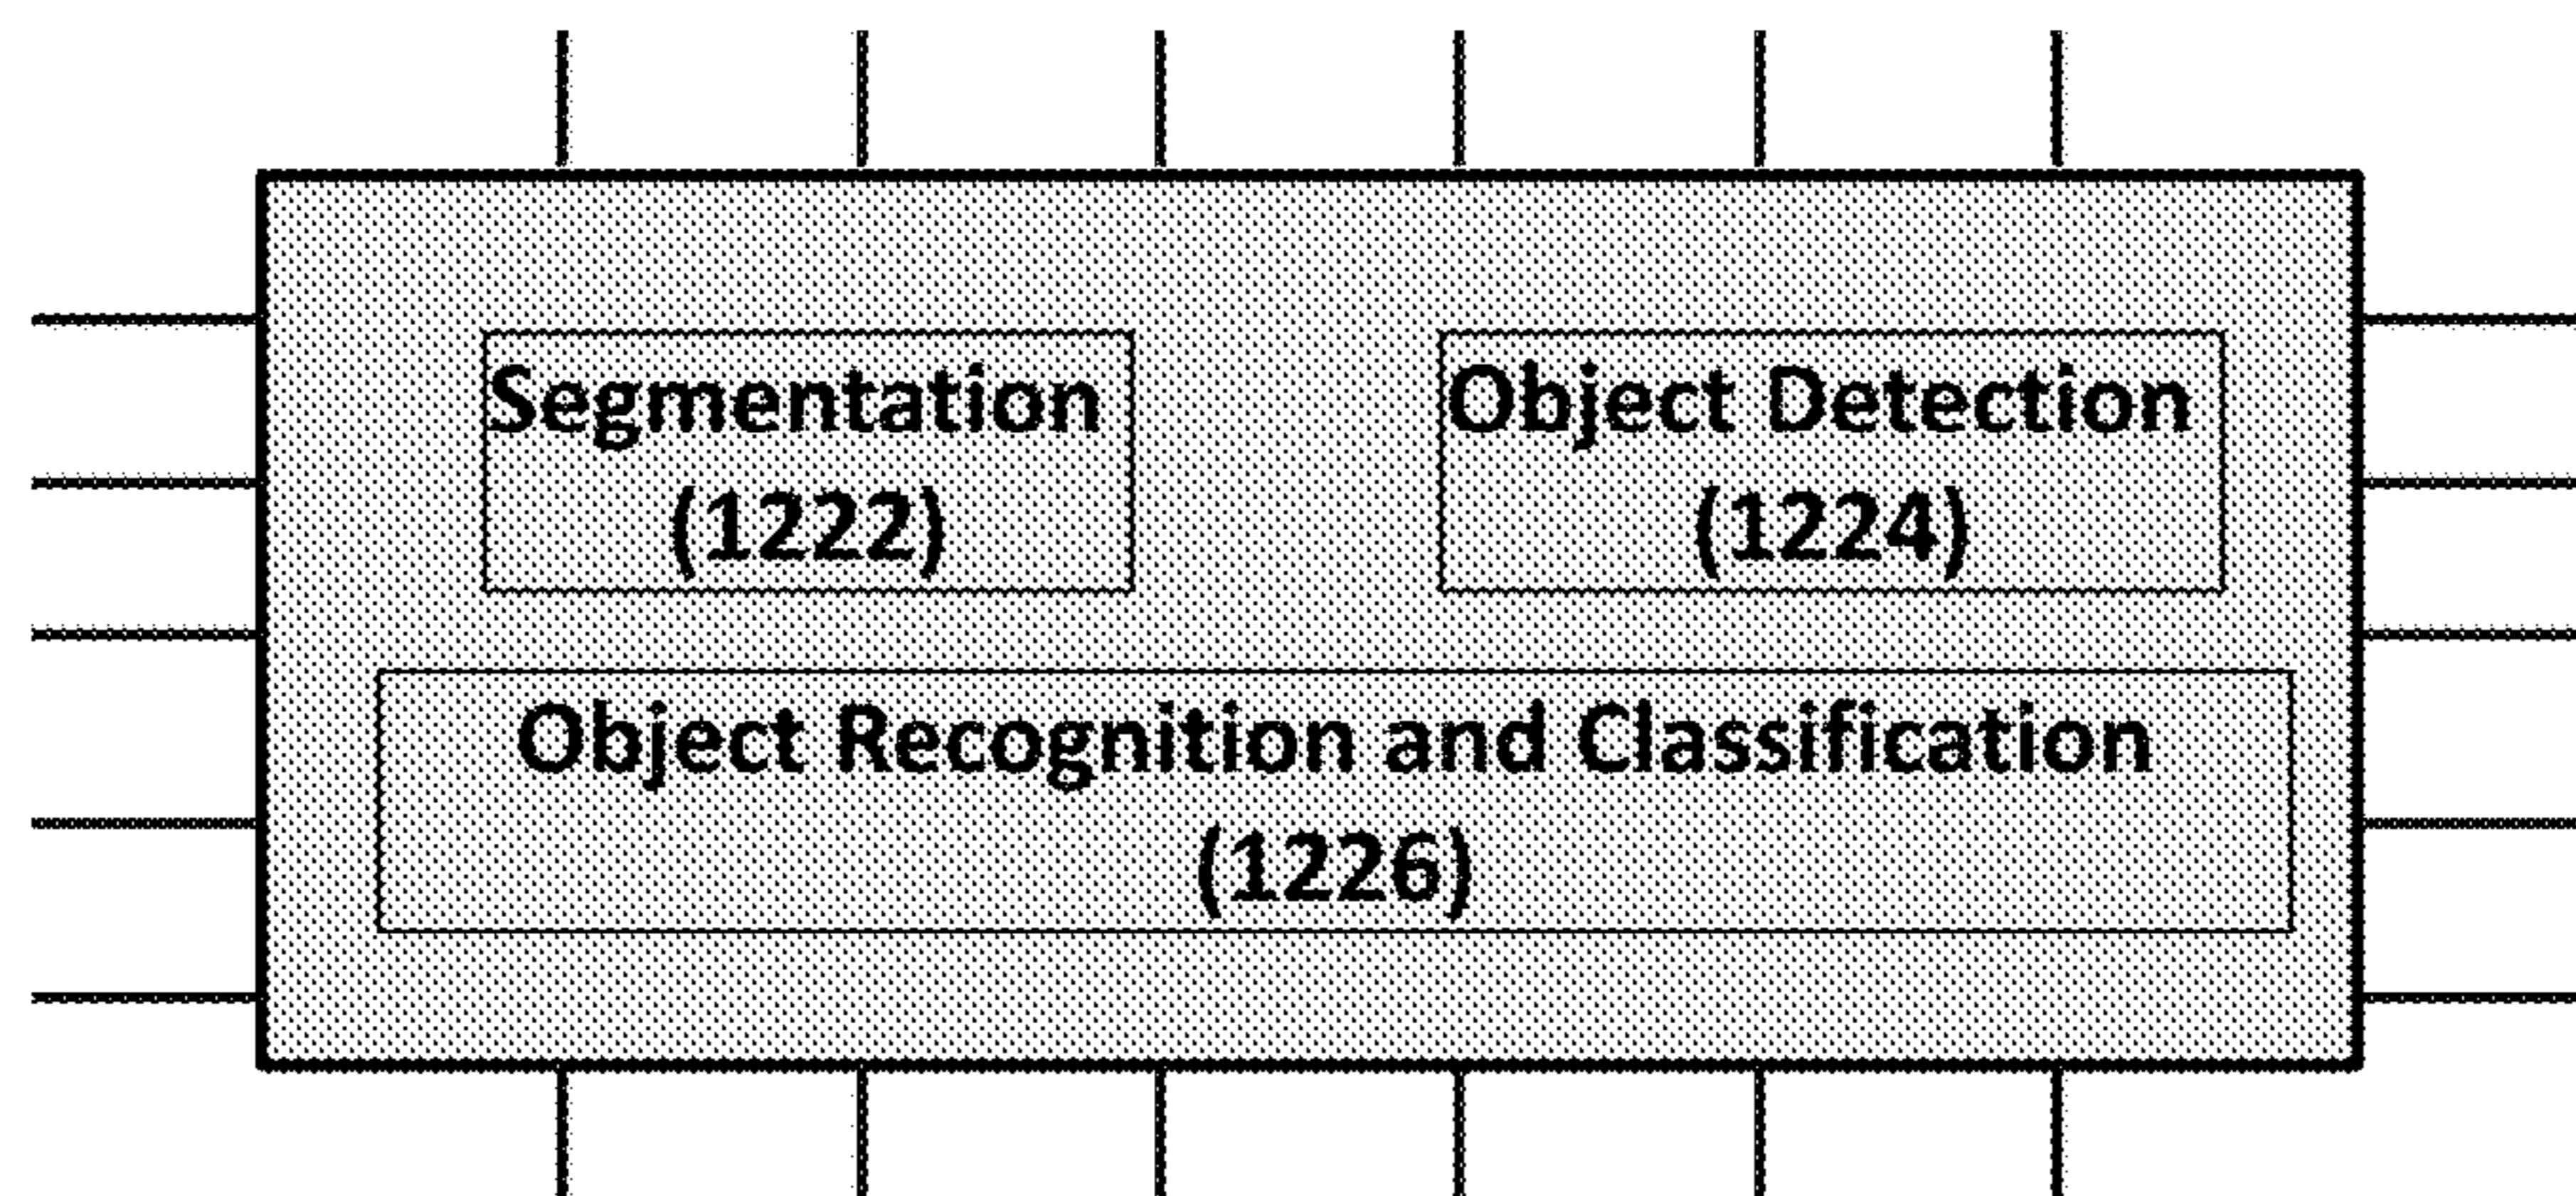 Segmentation
(1222)
Object Detection
(1224)
Object Recognition and Classification
(1226)